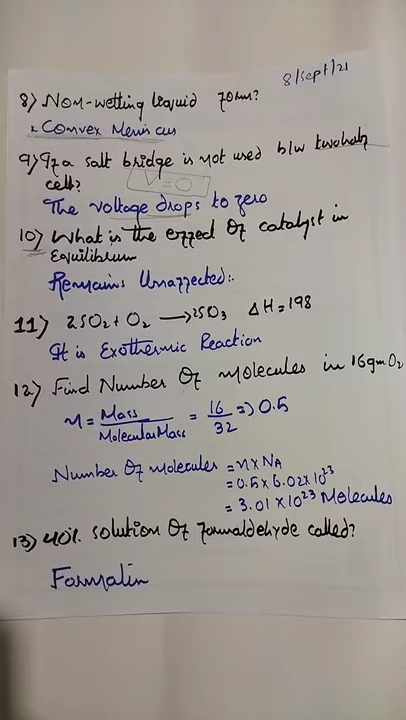 8/sept/21
8) Non-wetting liquid form?
Convex Meniscus
9) If a salt bridge is not used b/w two half
cell?
V=0
The voltage drops to zero
10) What is the effect Of catalyst in
Equilibrium
Remains Unaffected:.
11) 2SO2 + O2 → 2SO3 ΔH=198
It is Exothermic Reaction
12) Find Number Of molecules in 16gm O2
n = Mass/MolecularMass = 16/32 => 0.5
Number Of molecules = n x NA
= 0.5 x 6.02 x 10^23
= 3.01 x 10^23 Molecules
13) 40% solution Of formaldehyde called?
Formalin